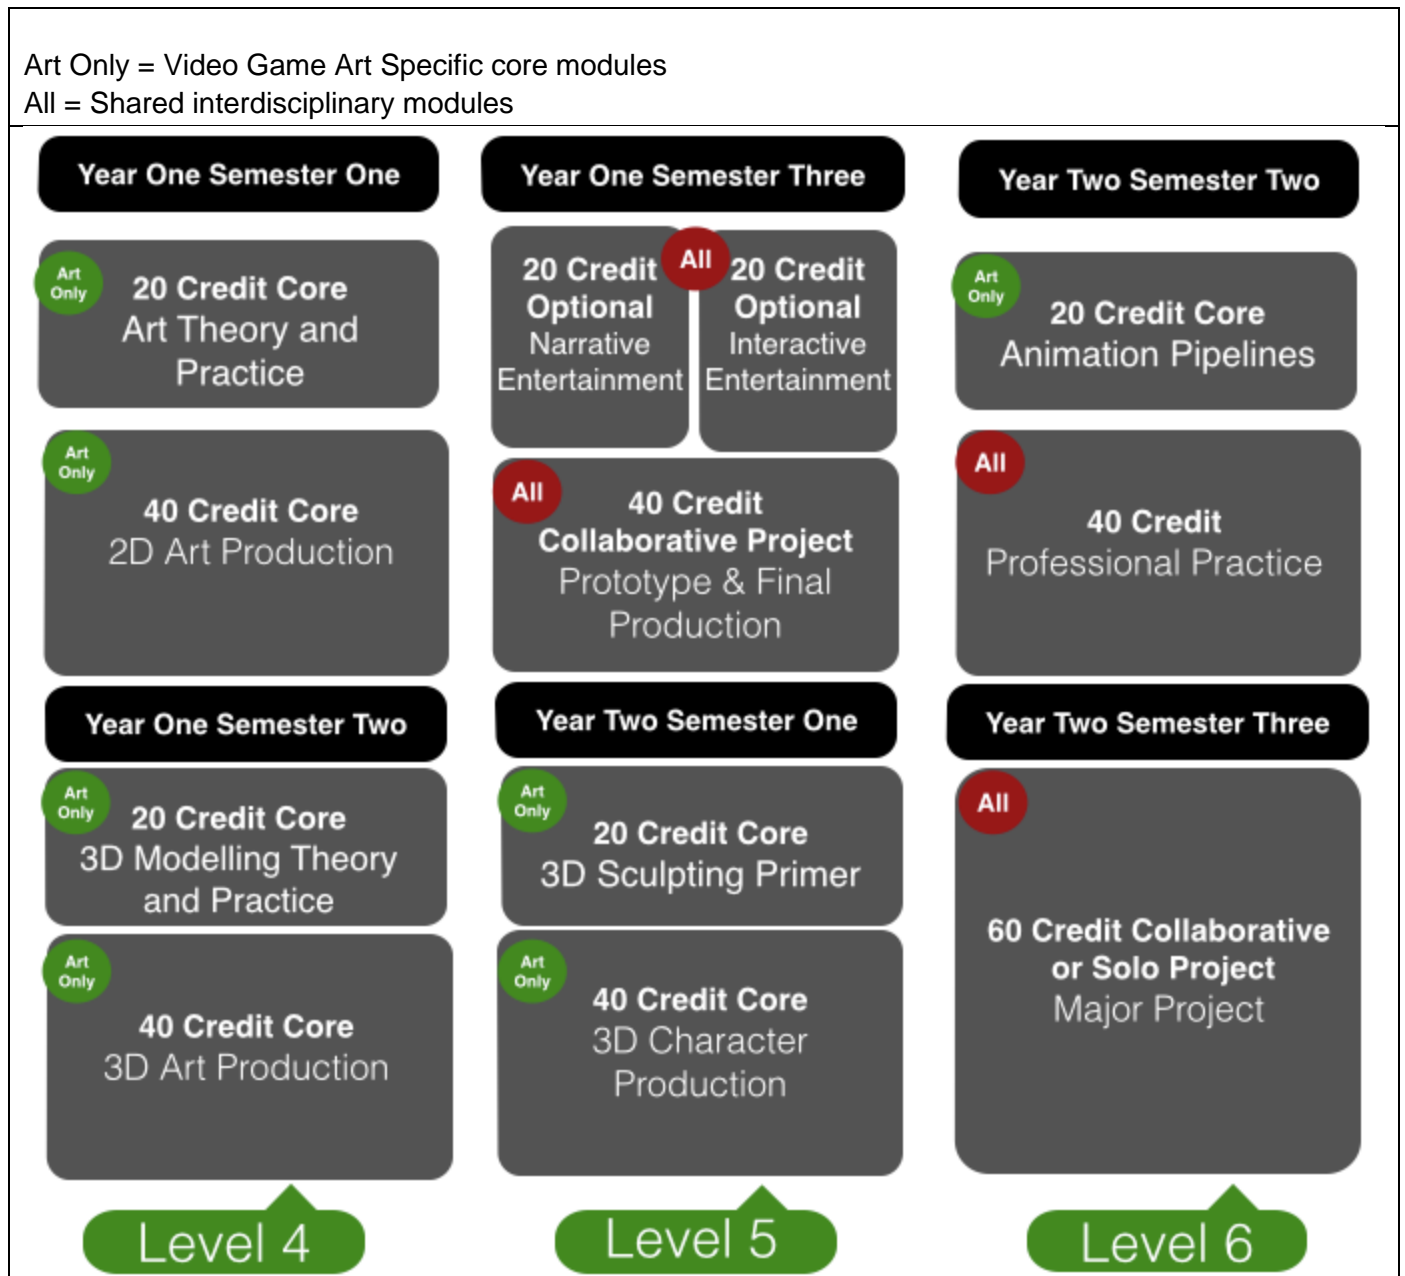 Art Only = Video Game Art Specific core modules
All = Shared interdisciplinary modules
Year One Semester One
Art
Only
20 Credit Core
Art Theory and
Practice
Art
Only
40 Credit Core
2D Art Production
Year One Semester Two
Art
Only
20 Credit Core
3D Modelling Theory
and Practice
Art
Only
40 Credit Core
3D Art Production
Level 4
Year One Semester Three
All
20 Credit
Optional
Narrative
Entertainment
20 Credit
Optional
Interactive
Entertainment
All
40 Credit
Collaborative Project
Prototype & Final
Production
Year Two Semester One
Art
Only
20 Credit Core
3D Sculpting Primer
Art
Only
40 Credit Core
3D Character
Production
Level 5
Year Two Semester Two
Art
Only
20 Credit Core
Animation Pipelines
All
40 Credit
Professional Practice
Year Two Semester Three
All
60 Credit Collaborative
or Solo Project
Major Project
Level 6